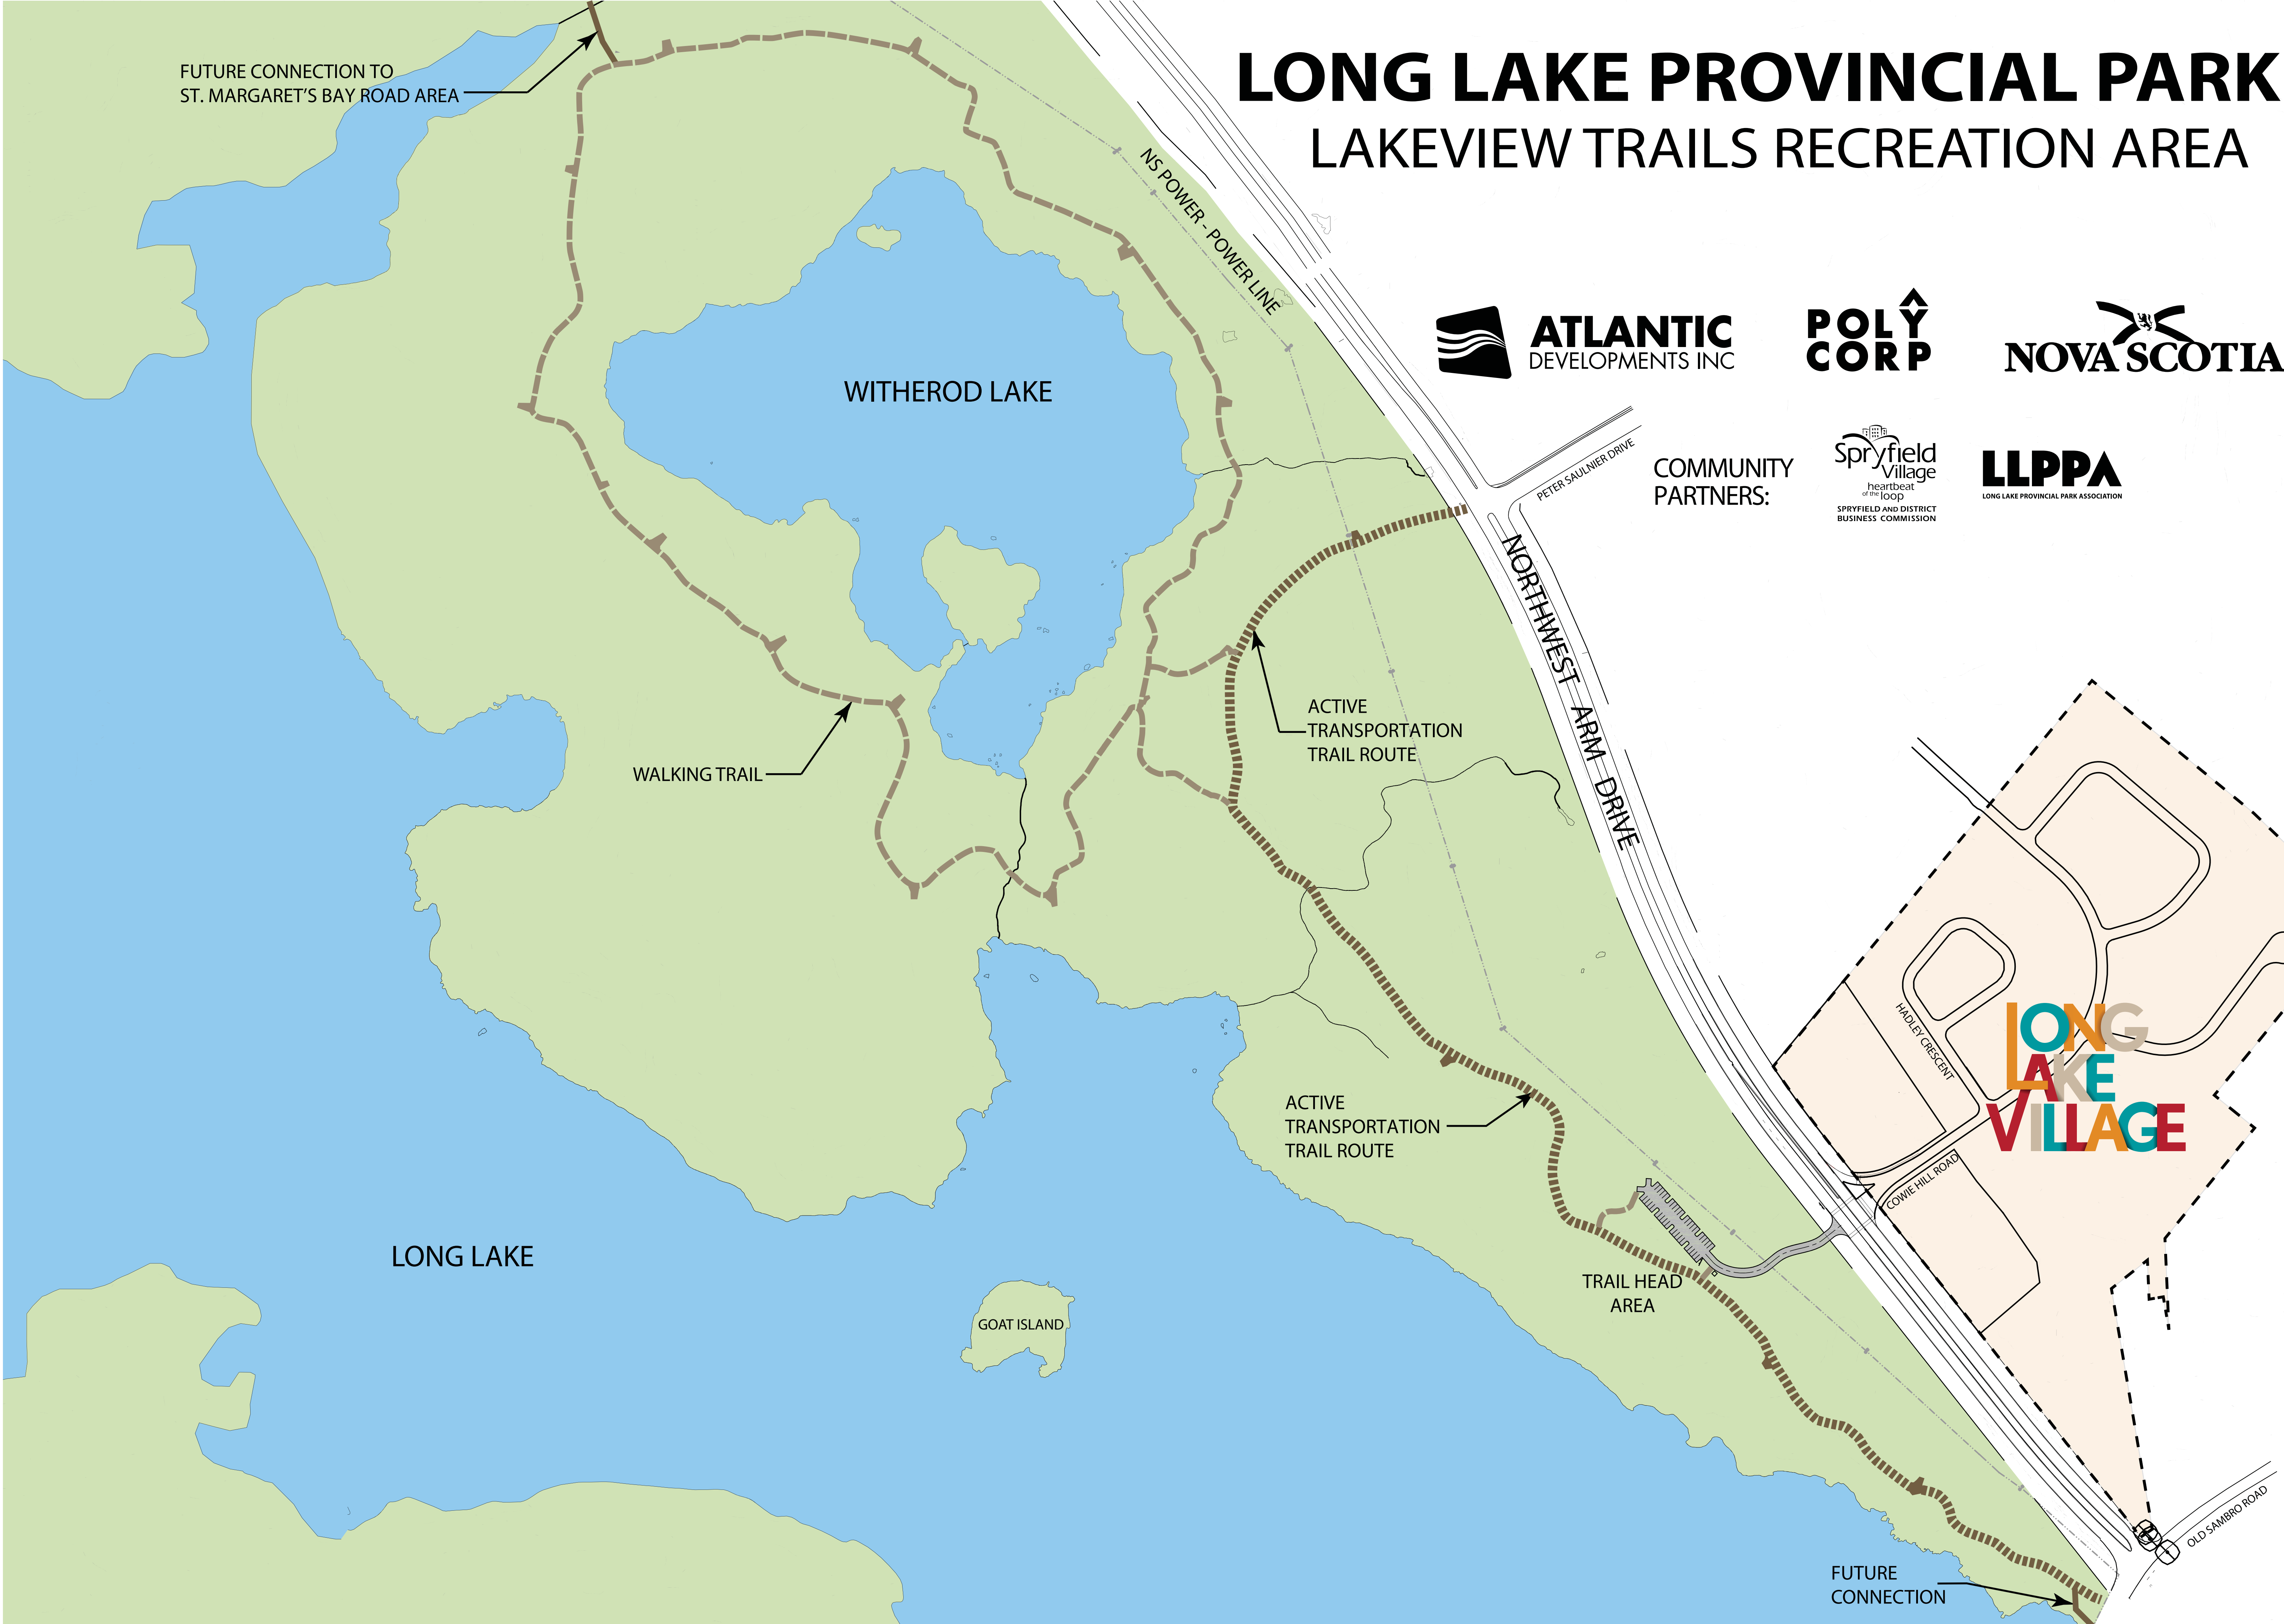 LONG LAKE PROVINCIAL PARK
LAKEVIEW TRAILS RECREATION AREA
FUTURE CONNECTION TO
ST. MARGARET'S BAY ROAD AREA
NS POWER - POWER LINE
ATLANTIC
DEVELOPMENTS INC
POLY
CORP
NOVA SCOTIA
WITHEROD LAKE
PETER SAULNIER DRIVE
COMMUNITY
PARTNERS:
Spryfield
Village
heartbeat
of the loop
SPRYFIELD AND DISTRICT
BUSINESS COMMISSION
LLPPA
LONG LAKE PROVINCIAL PARK ASSOCIATION
NORTHWEST ARM DRIVE
ACTIVE
TRANSPORTATION
TRAIL ROUTE
WALKING TRAIL
HADLEY CRESCENT
LONG
LAKE
VILLAGE
ACTIVE
TRANSPORTATION
TRAIL ROUTE
COWIE HILL ROAD
LONG LAKE
TRAIL HEAD
AREA
GOAT ISLAND
OLD SAMBRO ROAD
FUTURE
CONNECTION